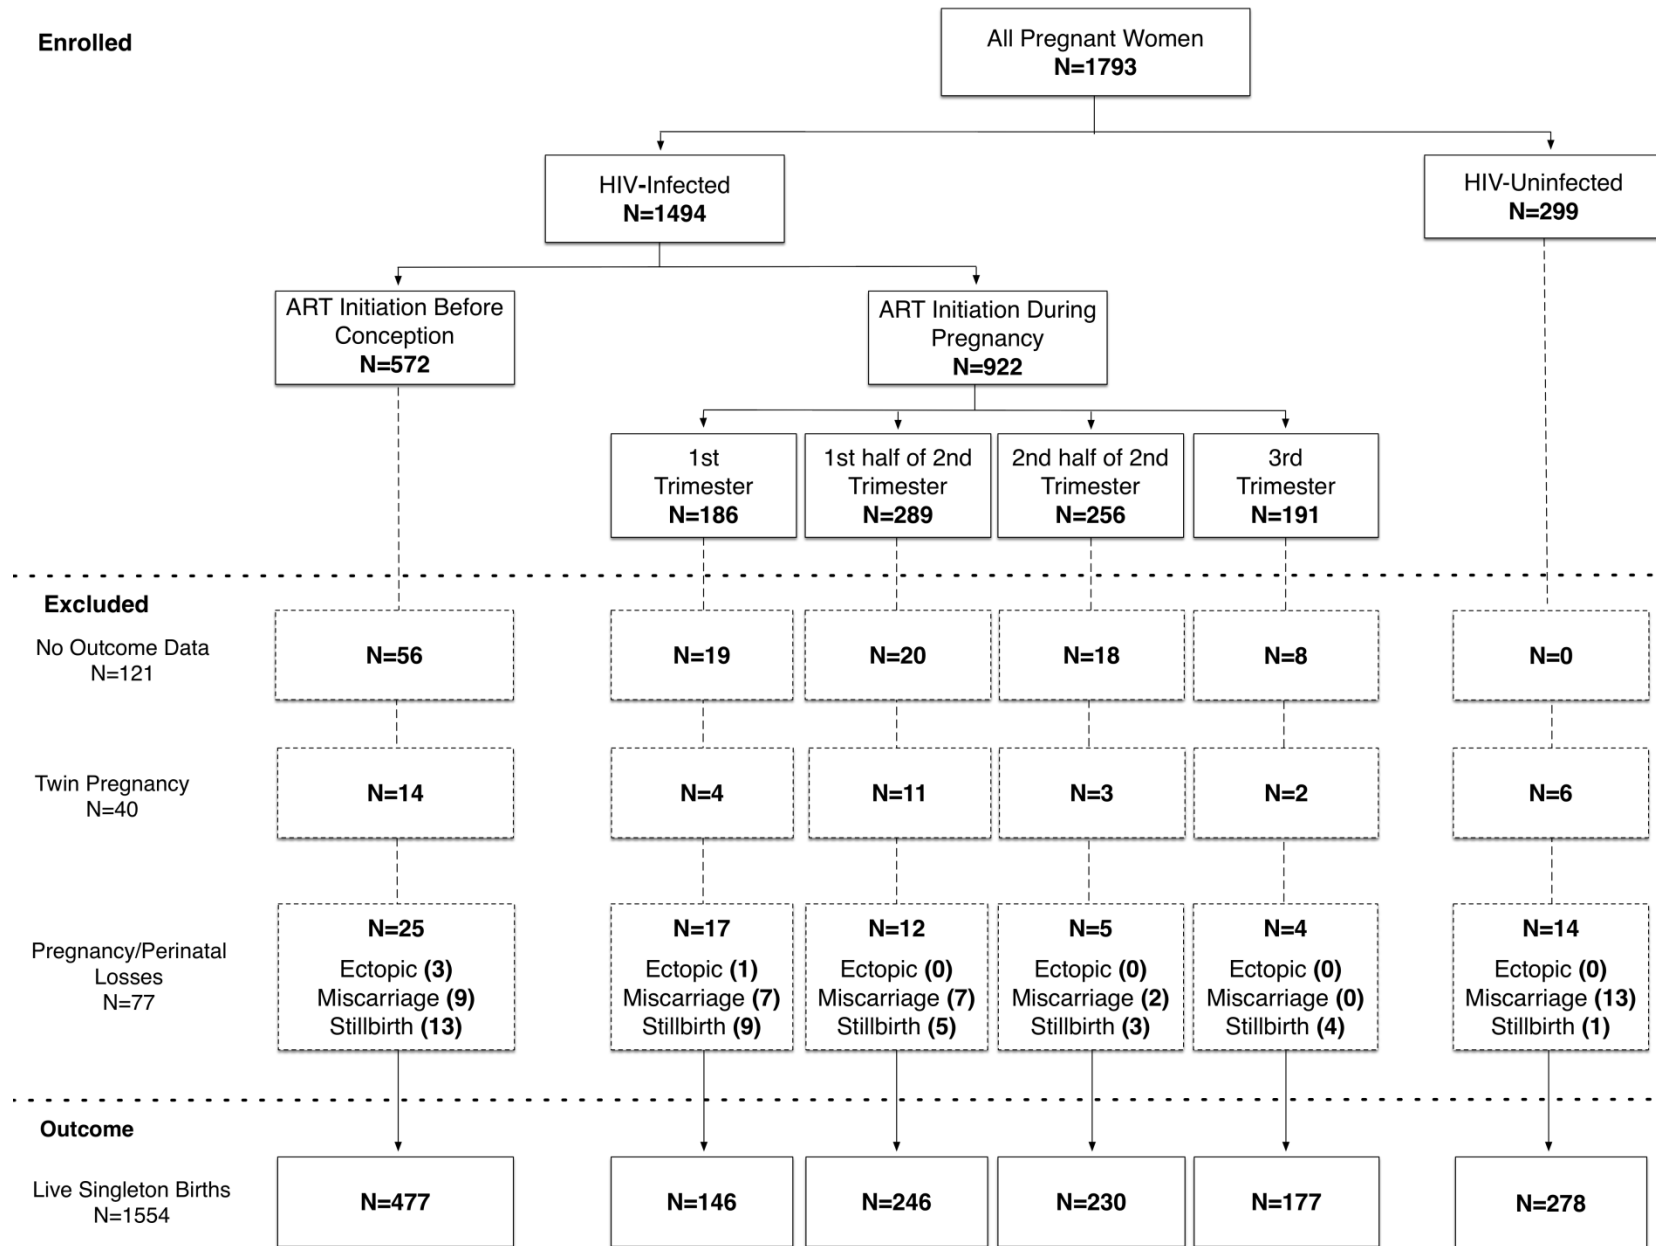 Enrolled
All Pregnant Women
N=1793
HIV-Infected
N=1494
HIV-Uninfected
N=299
ART Initiation Before
Conception
N=572
ART Initiation During
Pregnancy
N=922
1st
Trimester
N=186
1st half of 2nd
Trimester
N=289
2nd half of 2nd
Trimester
N=256
3rd
Trimester
N=191
Excluded
No Outcome Data
N=121
N=56
N=19
N=20
N=18
N=8
N=0
Twin Pregnancy
N=40
N=14
N=4
N=11
N=3
N=2
N=6
Pregnancy/Perinatal
Losses
N=77
N=25
Ectopic (3)
Miscarriage (9)
Stillbirth (13)
N=17
Ectopic (1)
Miscarriage (7)
Stillbirth (9)
N=12
Ectopic (0)
Miscarriage (7)
Stillbirth (5)
N=5
Ectopic (0)
Miscarriage (2)
Stillbirth (3)
N=4
Ectopic (0)
Miscarriage (0)
Stillbirth (4)
N=14
Ectopic (0)
Miscarriage (13)
Stillbirth (1)
Outcome
Live Singleton Births
N=1554
N=477
N=146
N=246
N=230
N=177
N=278